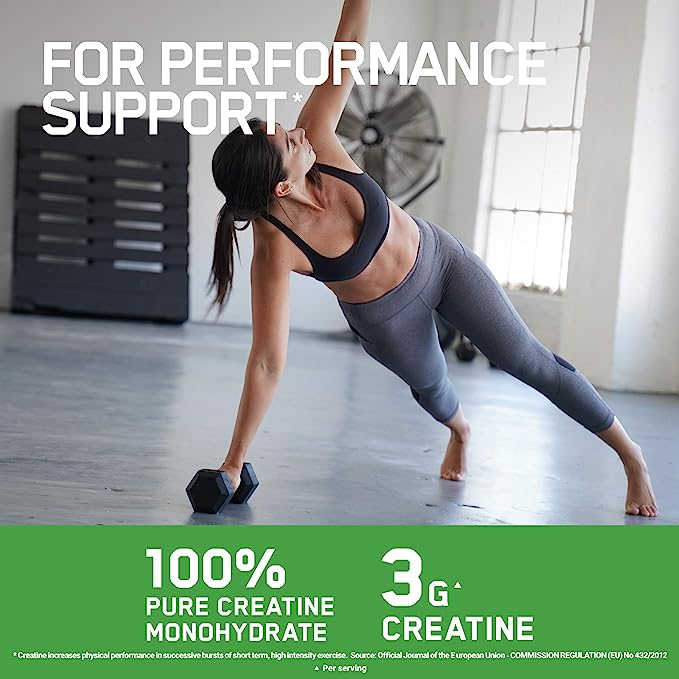 FOR PERFORMANCE
SUPPORT*
100%
PURE CREATINE
MONOHYDRATE
3G▲
CREATINE
* Creatine increases physical performance in successive bursts of short term, high intensity exercise. Source: Official Journal of the European Union - COMMISSION REGULATION (EU) No 432/2012
▲ Per serving